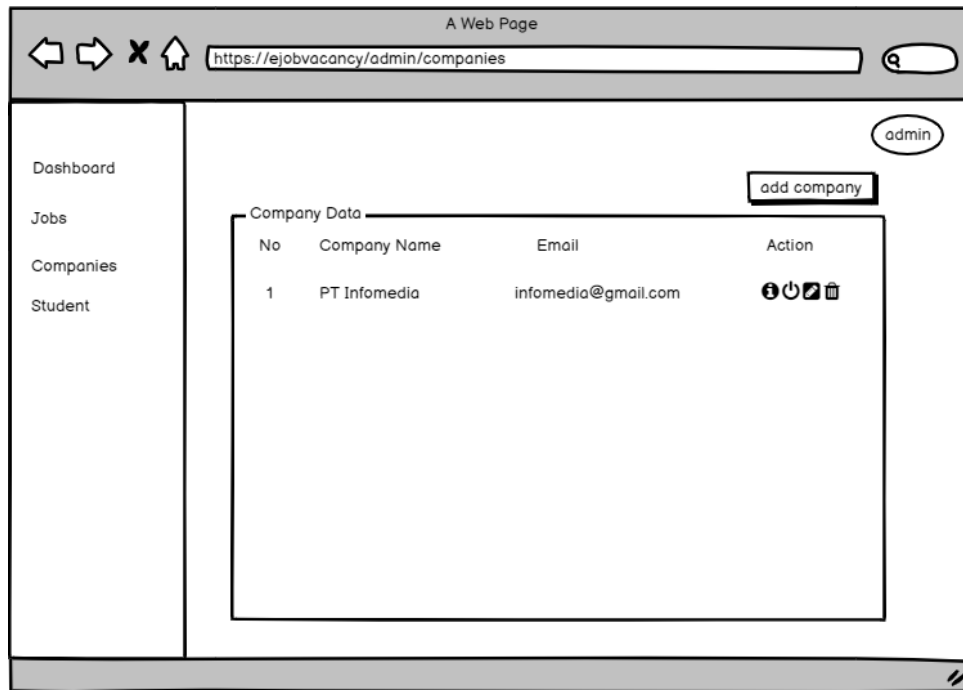 A Web Page
https://ejobvacancy/admin/companies
admin
Dashboard
Jobs
Companies
Student
add company
Company Data
No Company Name Email Action
1 PT Infomedia infomedia@gmail.com